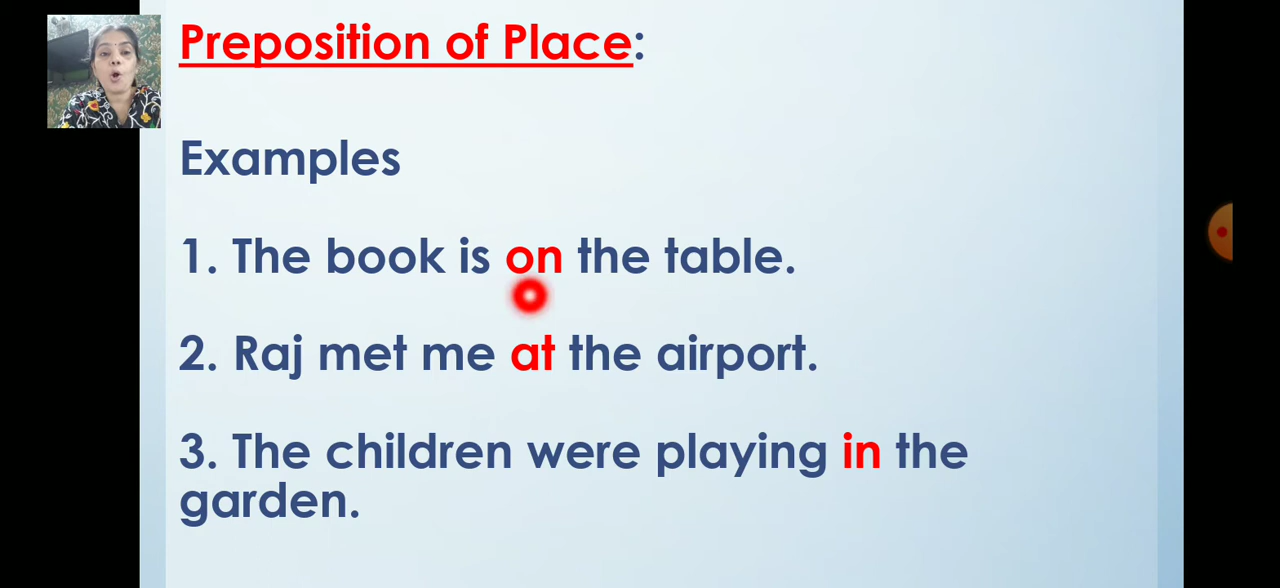 Preposition of Place:
Examples
1. The book is on the table.
2. Raj met me at the airport.
3. The children were playing in the
garden.